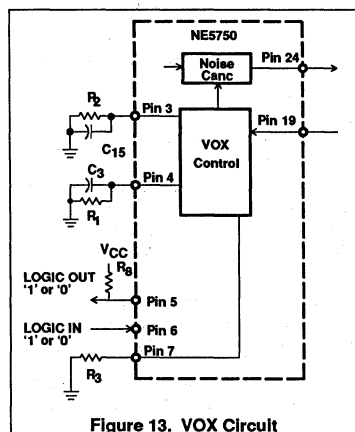 NE5750
Noise
Canc
Pin 24
R2
Pin 3
C15
VOX
Control
Pin 19
C3
Pin 4
R1
VCC
R8
LOGIC OUT
'1' or '0'
Pin 5
LOGIC IN
'1' or '0'
Pin 6
Pin 7
R3
Figure 13. VOX Circuit